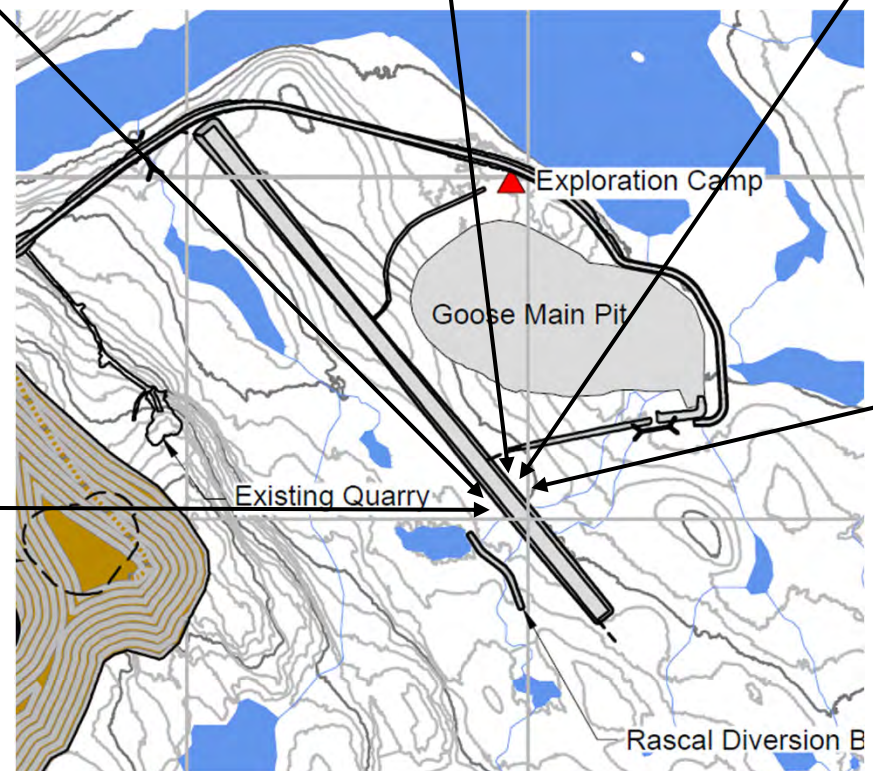 Exploration Camp
Goose Main Pit
Existing Quarry
Rascal Diversion B